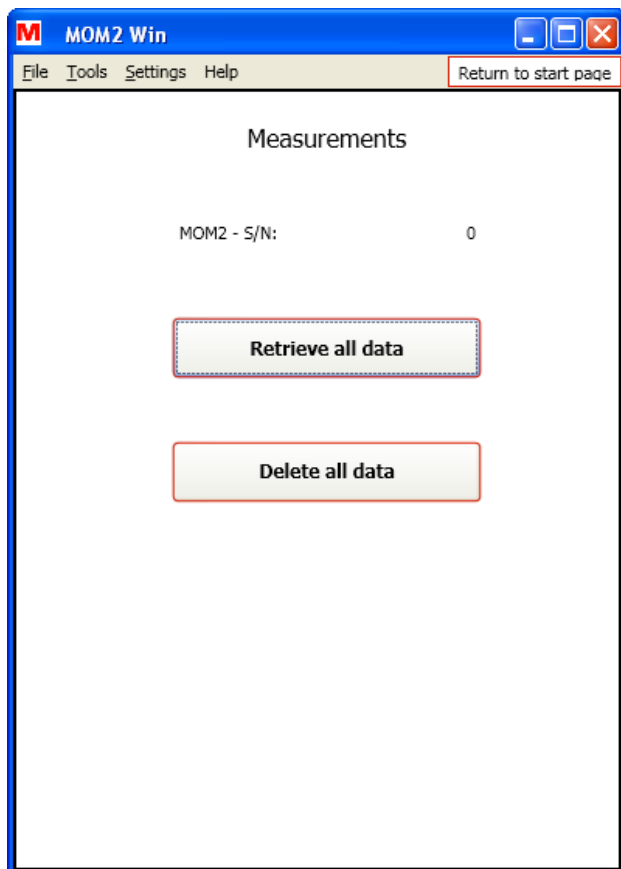 M MOM2 Win
File Tools Settings Help Return to start page
Measurements
MOM2 - S/N: 0
Retrieve all data
Delete all data